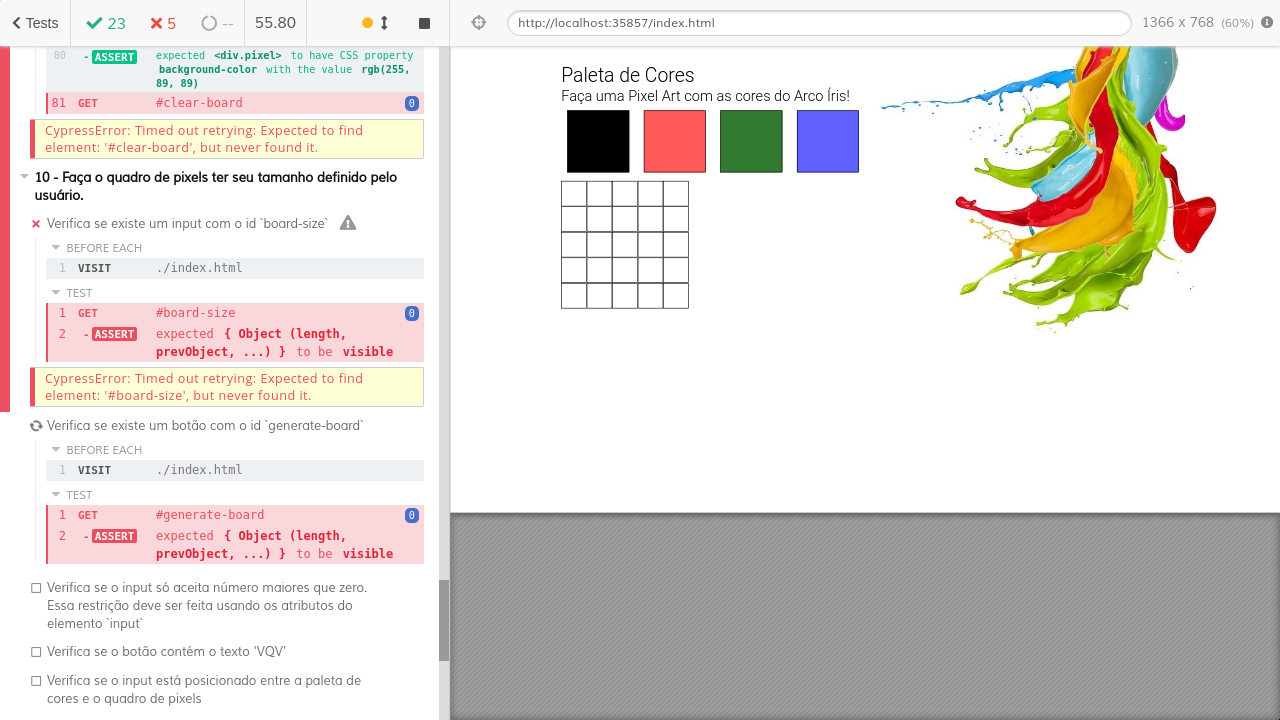 Tests
23
5
--
55.80
http://localhost:35857/index.html
1366 x 768 (60%)
80 - ASSERT expected <div.pixel> to have CSS property
background-color with the value rgb(255,
89, 89)
81 GET #clear-board 0
CypressError: Timed out retrying: Expected to find
element: '#clear-board', but never found it.
10 - Faça o quadro de pixels ter seu tamanho definido pelo
usuário.
Verifica se existe um input com o id `board-size`
BEFORE EACH
1 VISIT ./index.html
TEST
1 GET #board-size 0
2 - ASSERT expected { Object (length,
prevObject, ...) } to be visible
CypressError: Timed out retrying: Expected to find
element: '#board-size', but never found it.
Verifica se existe um botão com o id `generate-board`
BEFORE EACH
1 VISIT ./index.html
TEST
1 GET #generate-board 0
2 - ASSERT expected { Object (length,
prevObject, ...) } to be visible
Verifica se o input só aceita número maiores que zero.
Essa restrição deve ser feita usando os atributos do
elemento `input`
Verifica se o botão contém o texto 'VQV'
Verifica se o input está posicionado entre a paleta de
cores e o quadro de pixels
Paleta de Cores
Faça uma Pixel Art com as cores do Arco Íris!